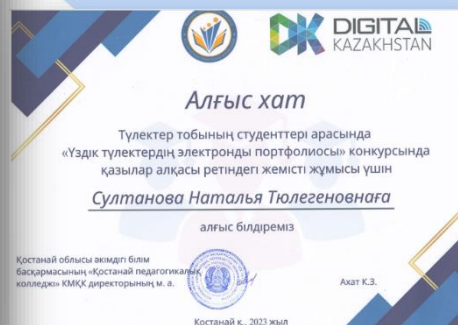 DIGITAL
KAZAKHSTAN
Алғыс хат
Түлектер тобының студенттері арасында
«Үздік түлектердің электронды портфолиосы» конкурсында
қазылар алқасы ретіндегі жемісті жұмысы үшін
Султанова Наталья Тюлегеновнаға
алғыс білдіреміз
Қостанай облысы әкімдігі білім
басқармасының «Қостанай педагогикалық
колледжі» КМҚК директорының м. а.
Ахат К.З.
Қостанай қ., 2023 жыл